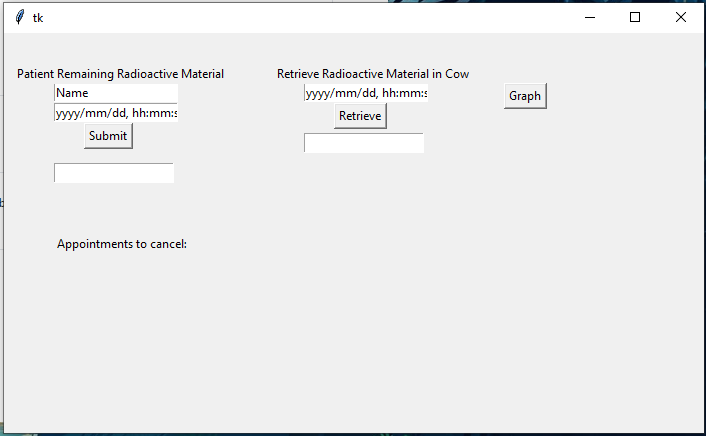 tk
Patient Remaining Radioactive Material
Name
yyyy/mm/dd, hh:mm:s
Submit
Retrieve Radioactive Material in Cow
yyyy/mm/dd, hh:mm:s
Retrieve
Graph
Appointments to cancel: